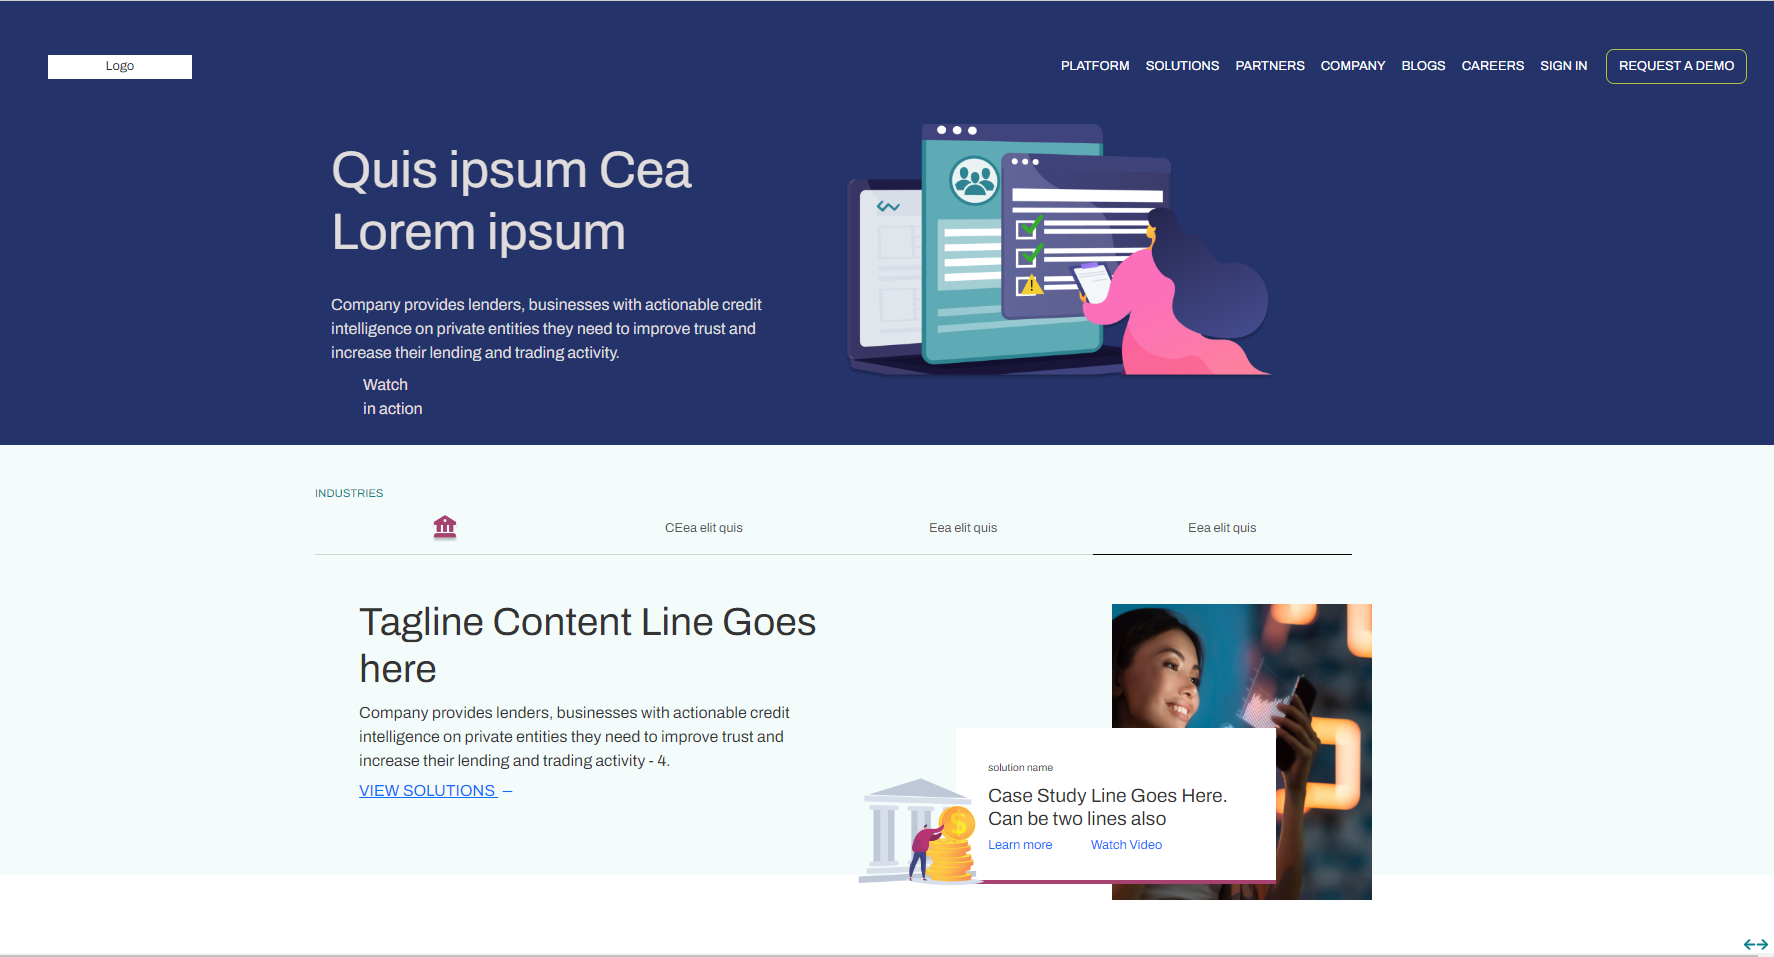 Logo
PLATFORM SOLUTIONS PARTNERS COMPANY BLOGS CAREERS SIGN IN REQUEST A DEMO
Quis ipsum Cea
Lorem ipsum
Company provides lenders, businesses with actionable credit
intelligence on private entities they need to improve trust and
increase their lending and trading activity.
Watch
in action
INDUSTRIES
CEea elit quis
Eea elit quis
Eea elit quis
Tagline Content Line Goes
here
Company provides lenders, businesses with actionable credit
intelligence on private entities they need to improve trust and
increase their lending and trading activity - 4.
VIEW SOLUTIONS –
solution name
Case Study Line Goes Here.
Can be two lines also
Learn more Watch Video